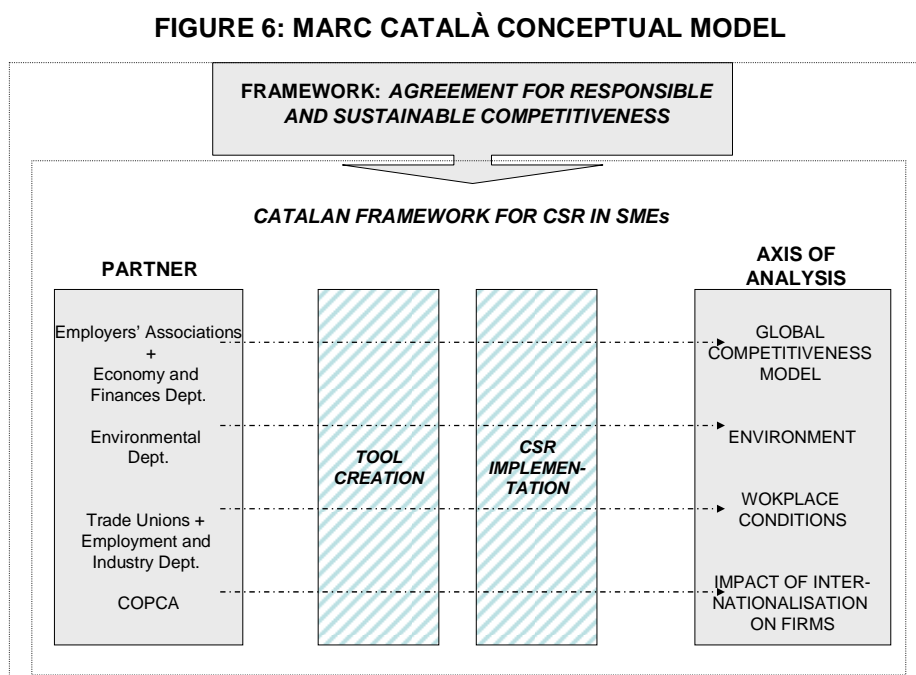 FIGURE 6: MARC CATALÀ CONCEPTUAL MODEL
FRAMEWORK: AGREEMENT FOR RESPONSIBLE
AND SUSTAINABLE COMPETITIVENESS
CATALAN FRAMEWORK FOR CSR IN SMEs
PARTNER
Employers’ Associations
+
Economy and
Finances Dept.
Environmental
Dept.
Trade Unions +
Employment and
Industry Dept.
COPCA
TOOL
CREATION
CSR
IMPLEMEN-
TATION
AXIS OF
ANALYSIS
GLOBAL
COMPETITIVENESS
MODEL
ENVIRONMENT
WOKPLACE
CONDITIONS
IMPACT OF INTER-
NATIONALISATION
ON FIRMS